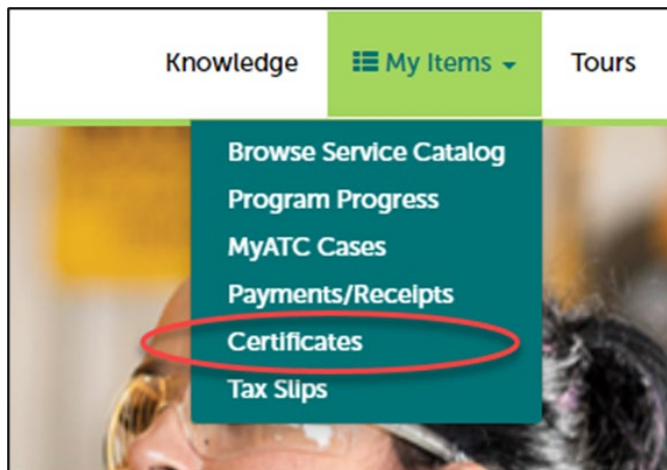 Knowledge My Items Tours
Browse Service Catalog
Program Progress
MyATC Cases
Payments/Receipts
Certificates
Tax Slips